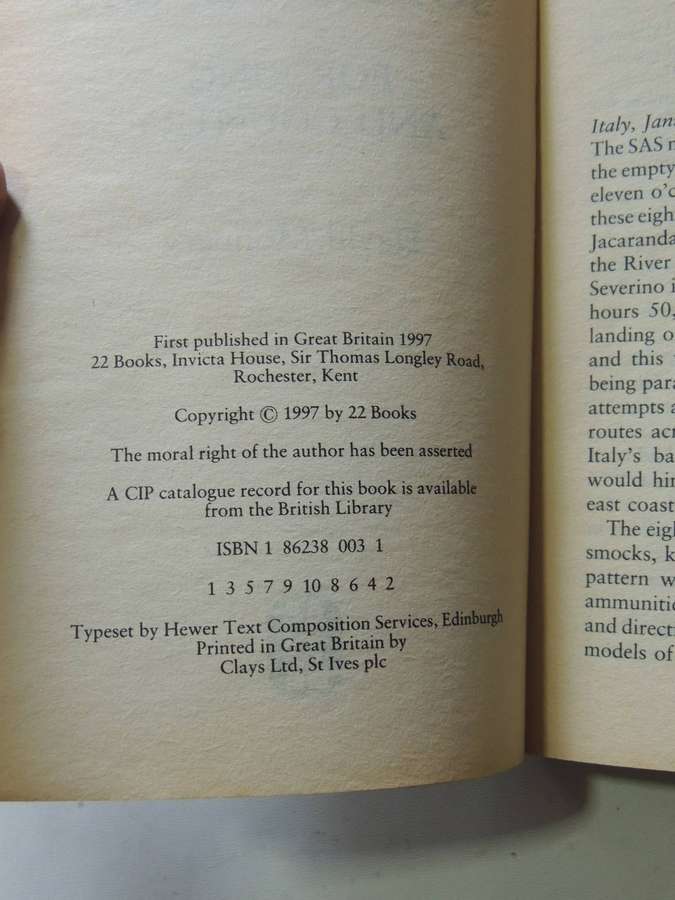 First published in Great Britain 1997
22 Books, Invicta House, Sir Thomas Longley Road,
Rochester, Kent
Copyright © 1997 by 22 Books
The moral right of the author has been asserted
A CIP catalogue record for this book is available
from the British Library
ISBN 1 86238 003 1
1 3 5 7 9 10 8 6 4 2
Typeset by Hewer Text Composition Services, Edinburgh
Printed in Great Britain by
Clays Ltd, St Ives plc
Italy, Jan
The SAS
the empty
eleven o'c
these eigh
Jacaranda
the River
Severino i
hours 50,
landing o
and this
being para
attempts a
routes acr
Italy's ba
would hi
east coast
The eig
smocks, k
pattern w
ammunitio
and directi
models of